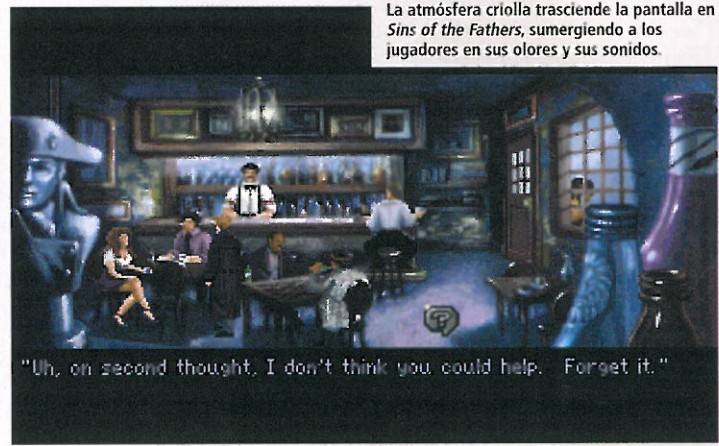 La atmósfera criolla trasciende la pantalla en
Sins of the Fathers, sumergiendo a los
jugadores en sus olores y sus sonidos.
"Uh, on second thought, I don't think you could help.  Forget it."